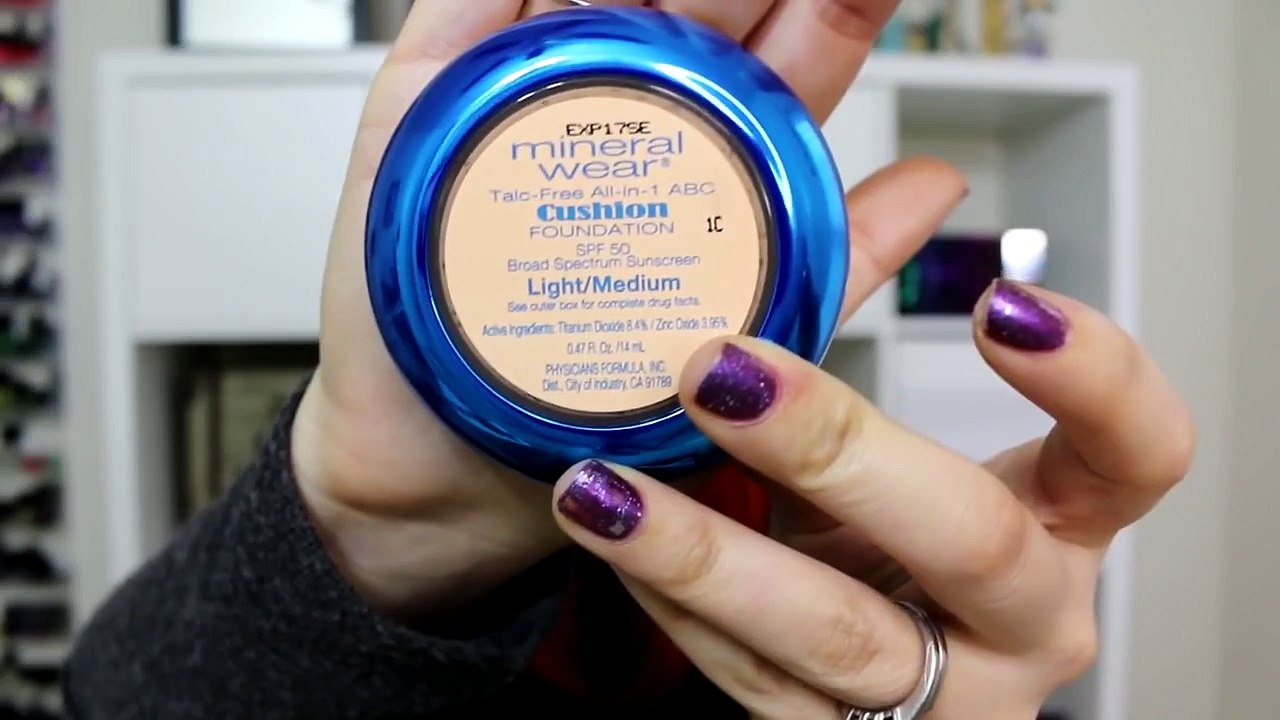 EXP17SE
mineral
wear®
Talc-Free All-in-1 ABC
Cushion
FOUNDATION
1C
SPF 50
Broad Spectrum Sunscreen
Light/Medium
See outer box for complete drug facts.
Active Ingredients: Titanium Dioxide 8.4% / Zinc Oxide 3.95%
0.47 Fl. Oz. / 14 mL
PHYSICIANS FORMULA, INC.
Dist., City of Industry, CA 91789